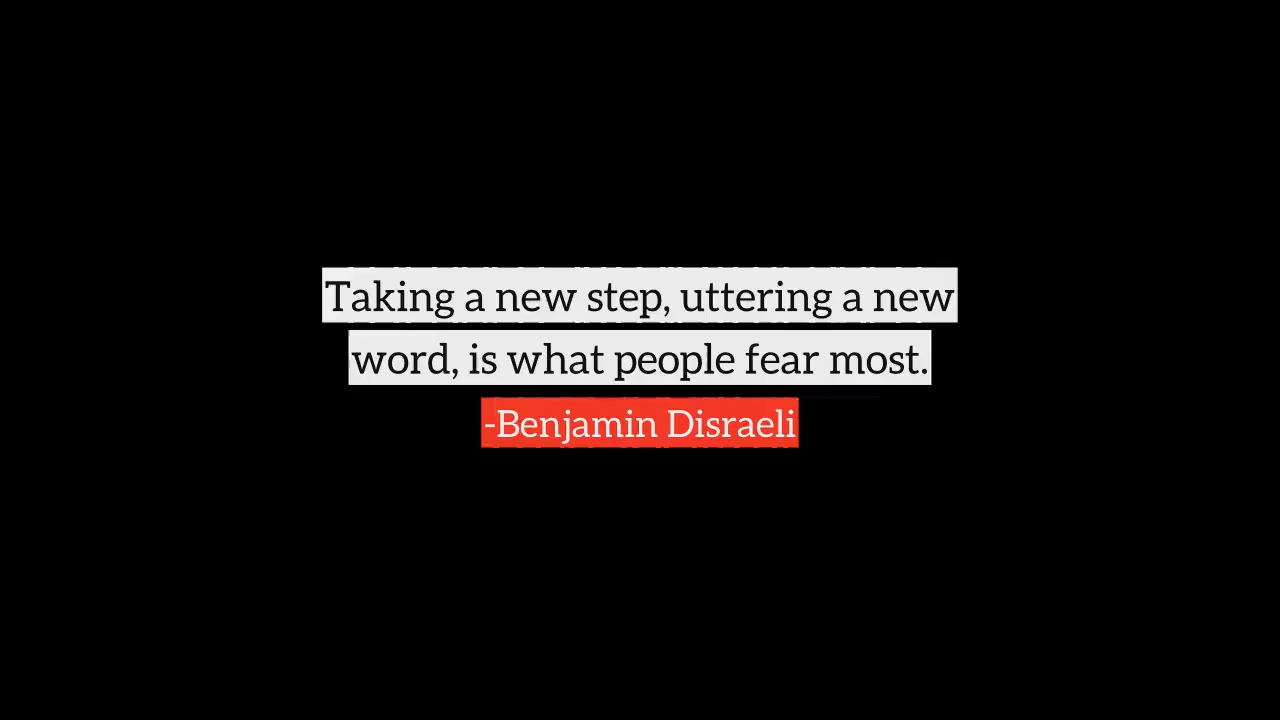 Taking a new step, uttering a new
word, is what people fear most.
-Benjamin Disraeli